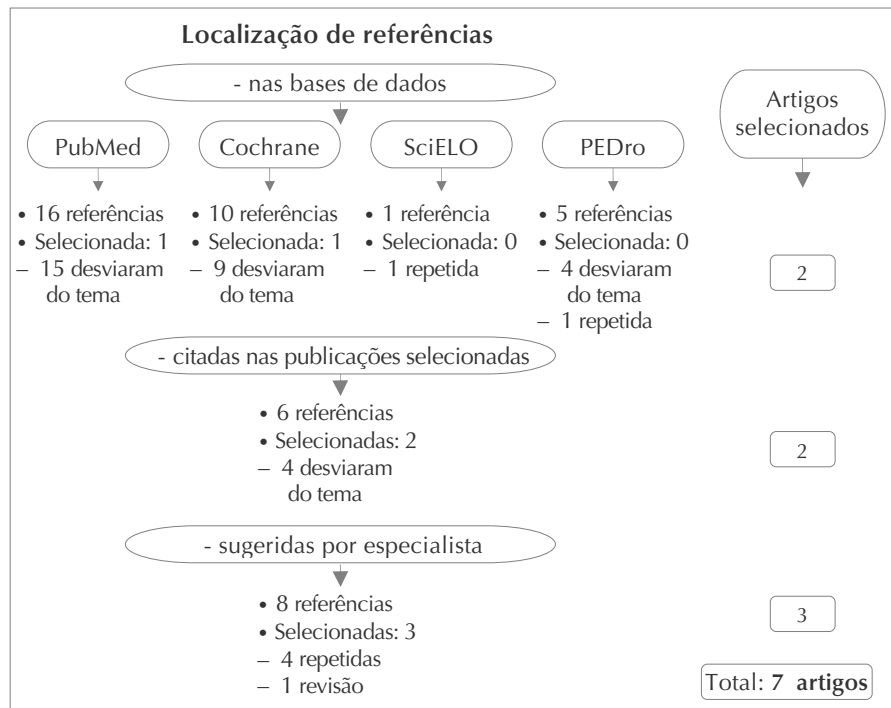 Localização de referências
- nas bases de dados
Artigos
selecionados
PubMed
• 16 referências
• Selecionada: 1
– 15 desviaram
do tema
Cochrane
• 10 referências
• Selecionada: 1
– 9 desviaram
do tema
SciELO
• 1 referência
• Selecionada: 0
– 1 repetida
PEDro
• 5 referências
• Selecionada: 0
– 4 desviaram
do tema
– 1 repetida
2
- citadas nas publicações selecionadas
• 6 referências
• Selecionadas: 2
– 4 desviaram
do tema
2
- sugeridas por especialista
• 8 referências
• Selecionadas: 3
– 4 repetidas
– 1 revisão
3
Total: 7 artigos